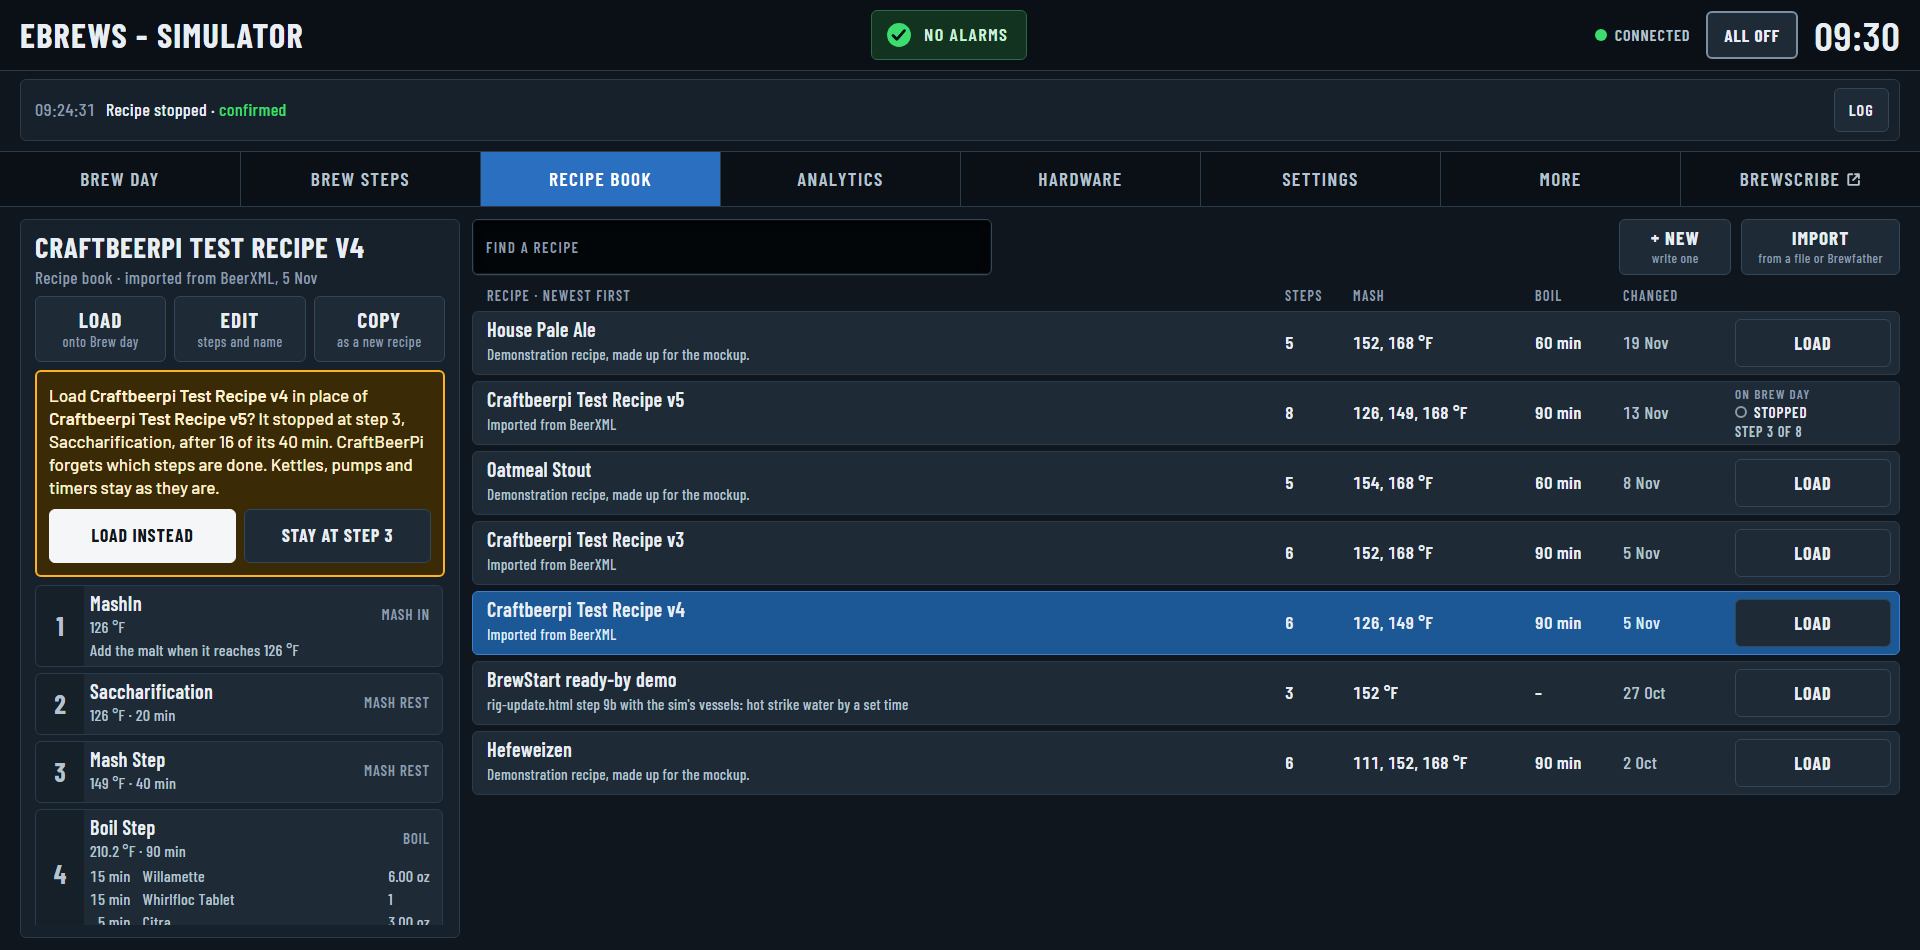 EBREWS - SIMULATOR
NO ALARMS
CONNECTED
ALL OFF
09:30
09:24:31 Recipe stopped · confirmed
LOG
BREW DAY
BREW STEPS
RECIPE BOOK
ANALYTICS
HARDWARE
SETTINGS
MORE
BREWSCRIBE
CRAFTBEERPI TEST RECIPE V4
Recipe book · imported from BeerXML, 5 Nov
LOAD
onto Brew day
EDIT
steps and name
COPY
as a new recipe
Load Craftbeerpi Test Recipe v4 in place of
Craftbeerpi Test Recipe v5? It stopped at step 3,
Saccharification, after 16 of its 40 min. CraftBeerPi
forgets which steps are done. Kettles, pumps and
timers stay as they are.
LOAD INSTEAD
STAY AT STEP 3
1
MashIn
126 °F
Add the malt when it reaches 126 °F
MASH IN
2
Saccharification
126 °F · 20 min
MASH REST
3
Mash Step
149 °F · 40 min
MASH REST
4
Boil Step
210.2 °F · 90 min
BOIL
15 min Willamette 6.00 oz
15 min Whirlfloc Tablet 1
5 min Citra 3.00 oz
FIND A RECIPE
+ NEW
write one
IMPORT
from a file or Brewfather
RECIPE · NEWEST FIRST STEPS MASH BOIL CHANGED
House Pale Ale
Demonstration recipe, made up for the mockup.
5 152, 168 °F 60 min 19 Nov LOAD
Craftbeerpi Test Recipe v5
Imported from BeerXML
8 126, 149, 168 °F 90 min 13 Nov
ON BREW DAY
STOPPED
STEP 3 OF 8
Oatmeal Stout
Demonstration recipe, made up for the mockup.
5 154, 168 °F 60 min 8 Nov LOAD
Craftbeerpi Test Recipe v3
Imported from BeerXML
6 152, 168 °F 90 min 5 Nov LOAD
Craftbeerpi Test Recipe v4
Imported from BeerXML
6 126, 149 °F 90 min 5 Nov LOAD
BrewStart ready-by demo
rig-update.html step 9b with the sim's vessels: hot strike water by a set time
3 152 °F – 27 Oct LOAD
Hefeweizen
Demonstration recipe, made up for the mockup.
6 111, 152, 168 °F 90 min 2 Oct LOAD